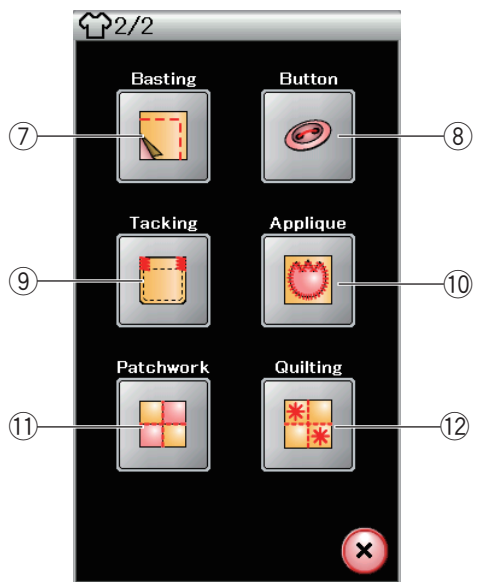 2/2
Basting Button
⑦ ⑧
Tacking Applique
⑨ ⑩
Patchwork Quilting
⑪ ⑫